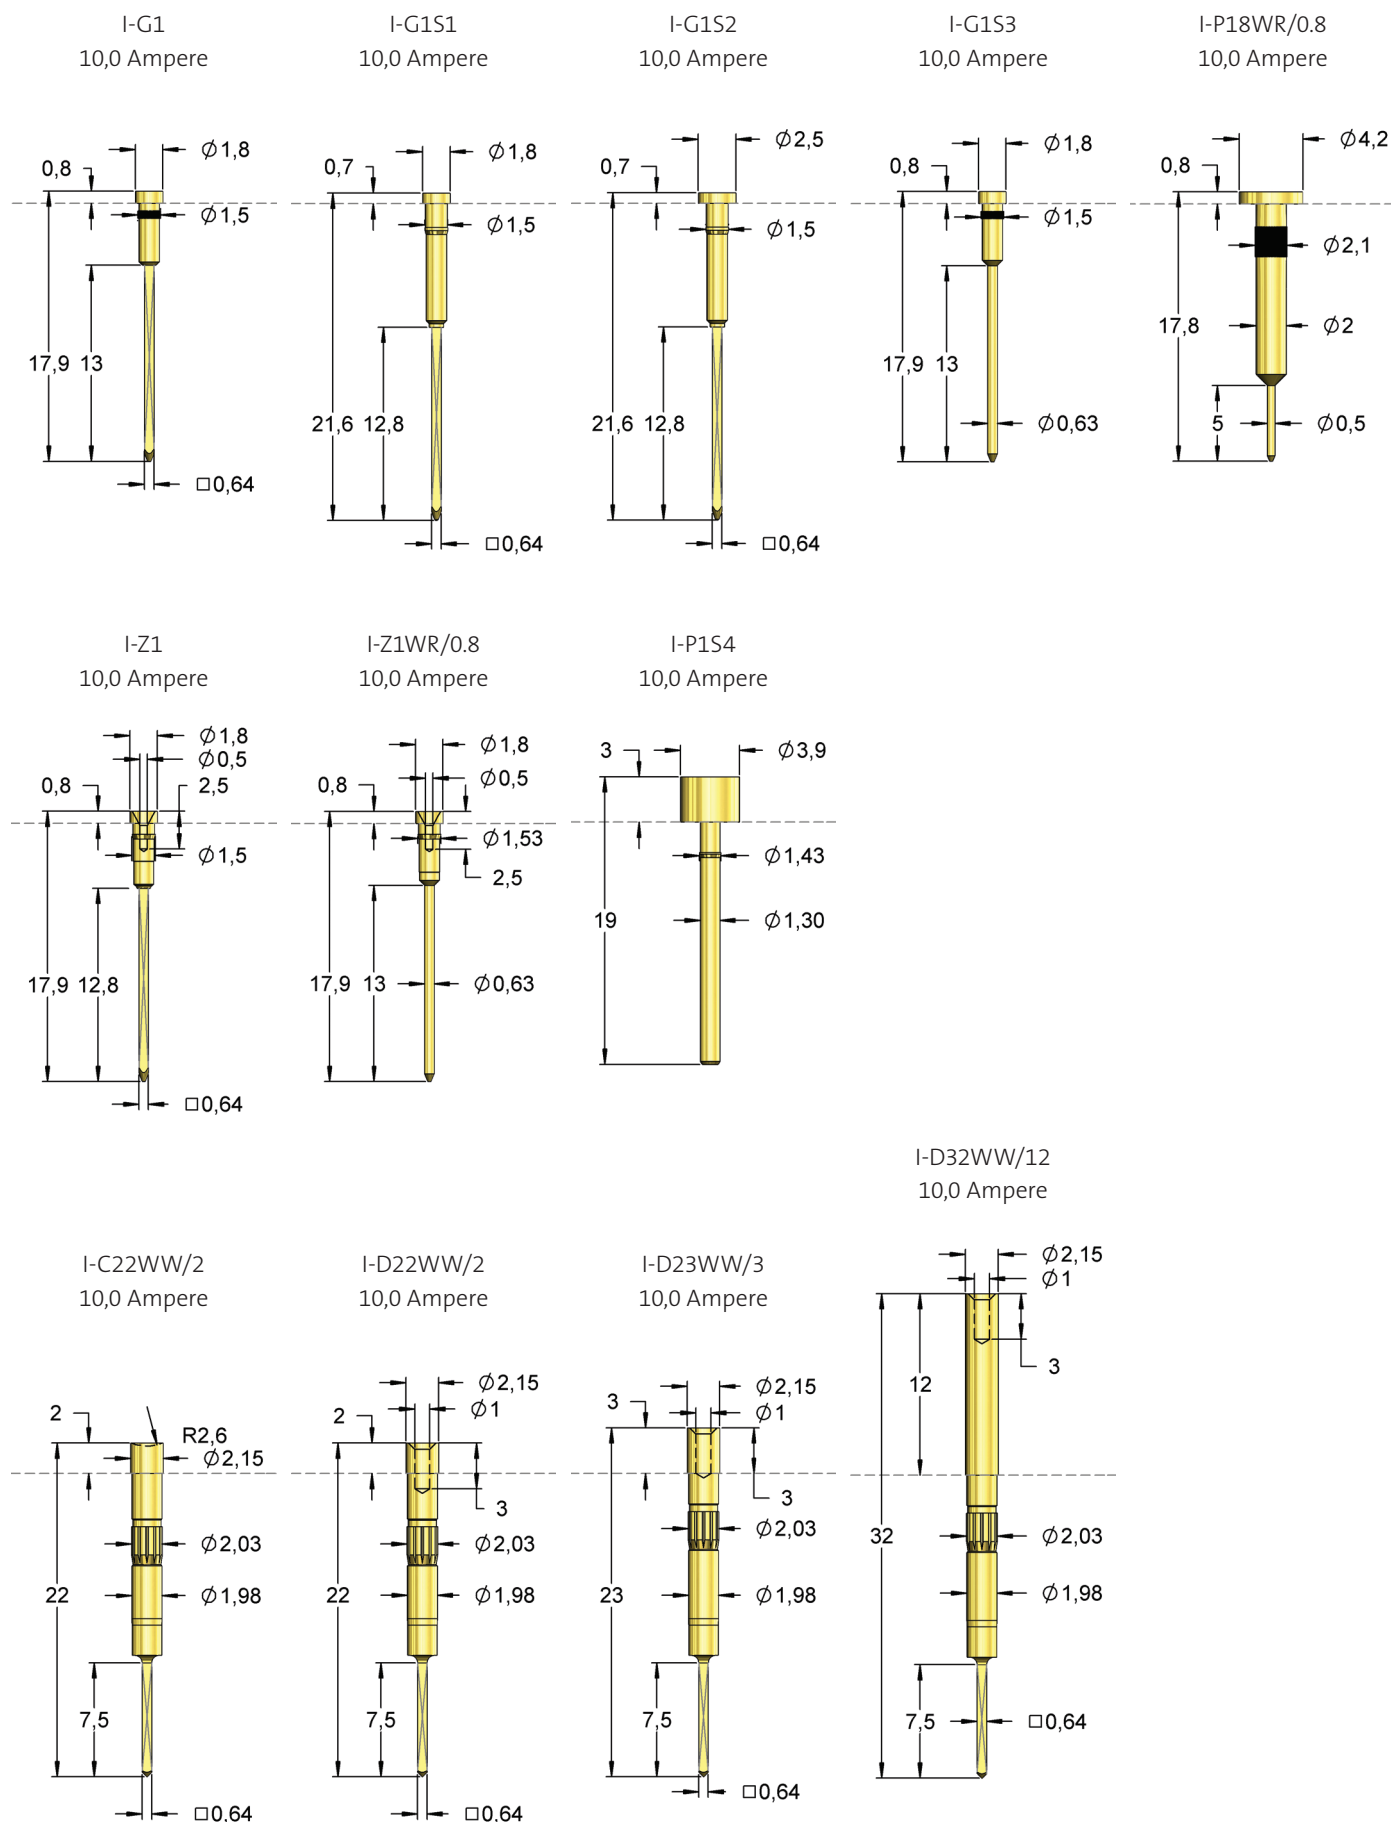 I-G1
10,0 Ampere
I-G1S1
10,0 Ampere
I-G1S2
10,0 Ampere
I-G1S3
10,0 Ampere
I-P18WR/0.8
10,0 Ampere
0,8
Ø1,8
Ø1,5
17,9
13
□0,64
0,7
Ø1,8
Ø1,5
21,6
12,8
□0,64
0,7
Ø2,5
Ø1,5
21,6
12,8
□0,64
0,8
Ø1,8
Ø1,5
17,9
13
Ø0,63
0,8
Ø4,2
Ø2,1
17,8
Ø2
5
Ø0,5
I-Z1
10,0 Ampere
I-Z1WR/0.8
10,0 Ampere
I-P1S4
10,0 Ampere
Ø1,8
Ø0,5
0,8
2,5
Ø1,5
17,9
12,8
□0,64
Ø1,8
0,8
Ø0,5
Ø1,53
2,5
17,9
13
Ø0,63
3
Ø3,9
Ø1,43
19
Ø1,30
I-C22WW/2
10,0 Ampere
I-D22WW/2
10,0 Ampere
I-D23WW/3
10,0 Ampere
I-D32WW/12
10,0 Ampere
2
R2,6
Ø2,15
Ø2,03
22
Ø1,98
7,5
□0,64
Ø2,15
2
Ø1
3
Ø2,03
22
Ø1,98
7,5
□0,64
Ø2,15
3
Ø1
3
Ø2,03
23
Ø1,98
7,5
□0,64
Ø2,15
Ø1
3
12
32
Ø2,03
Ø1,98
7,5
□0,64